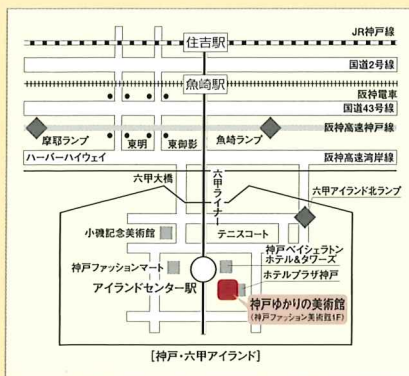 JR神戸線
住吉駅
国道2号線
魚崎駅
阪神電車
国道43号線
阪神高速神戸線
摩耶ランプ
東明
東御影
魚崎ランプ
ハーバーハイウェイ
阪神高速湾岸線
六甲大橋
六甲ライナー
六甲アイランド北ランプ
小磯記念美術館
テニスコート
神戸ベイシェラトン
ホテル&タワーズ
神戸ファッションマート
ホテルプラザ神戸
アイランドセンター駅
神戸ゆかりの美術館
(神戸ファッション美術館1F)
[神戸・六甲アイランド]